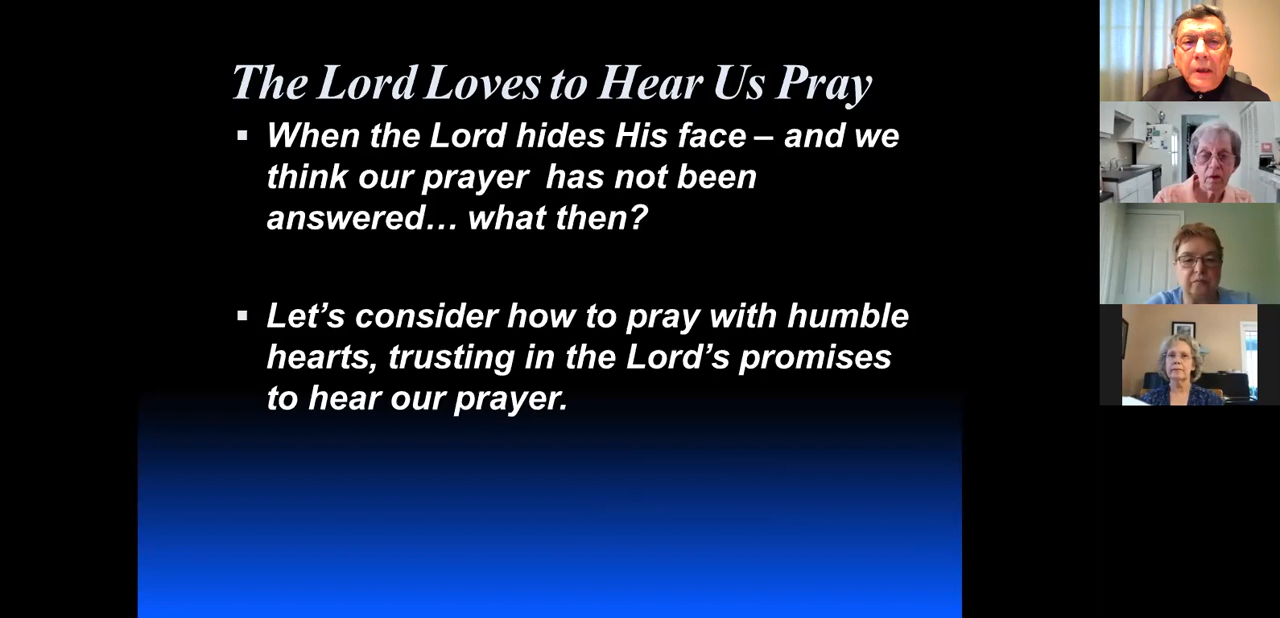 The Lord Loves to Hear Us Pray
▪ When the Lord hides His face – and we
think our prayer has not been
answered… what then?
▪ Let’s consider how to pray with humble
hearts, trusting in the Lord’s promises
to hear our prayer.